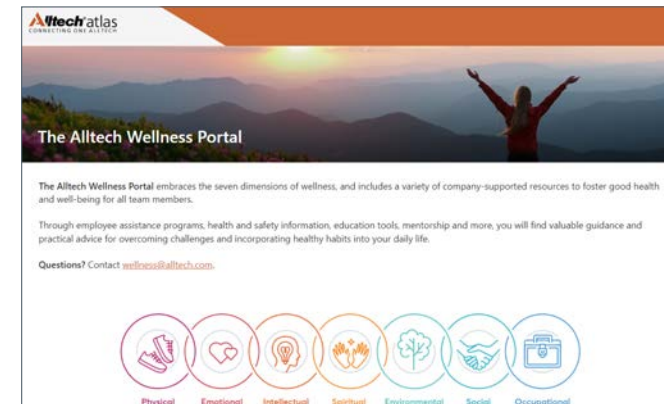 Alltech atlas
CONNECTING ONE ALLTECH
The Alltech Wellness Portal
The Alltech Wellness Portal embraces the seven dimensions of wellness, and includes a variety of company-supported resources to foster good health
and well-being for all team members.
Through employee assistance programs, health and safety information, education tools, mentorship and more, you will find valuable guidance and
practical advice for overcoming challenges and incorporating healthy habits into your daily life.
Questions? Contact wellness@alltech.com.
Physical Emotional Intellectual Spiritual Environmental Social Occupational